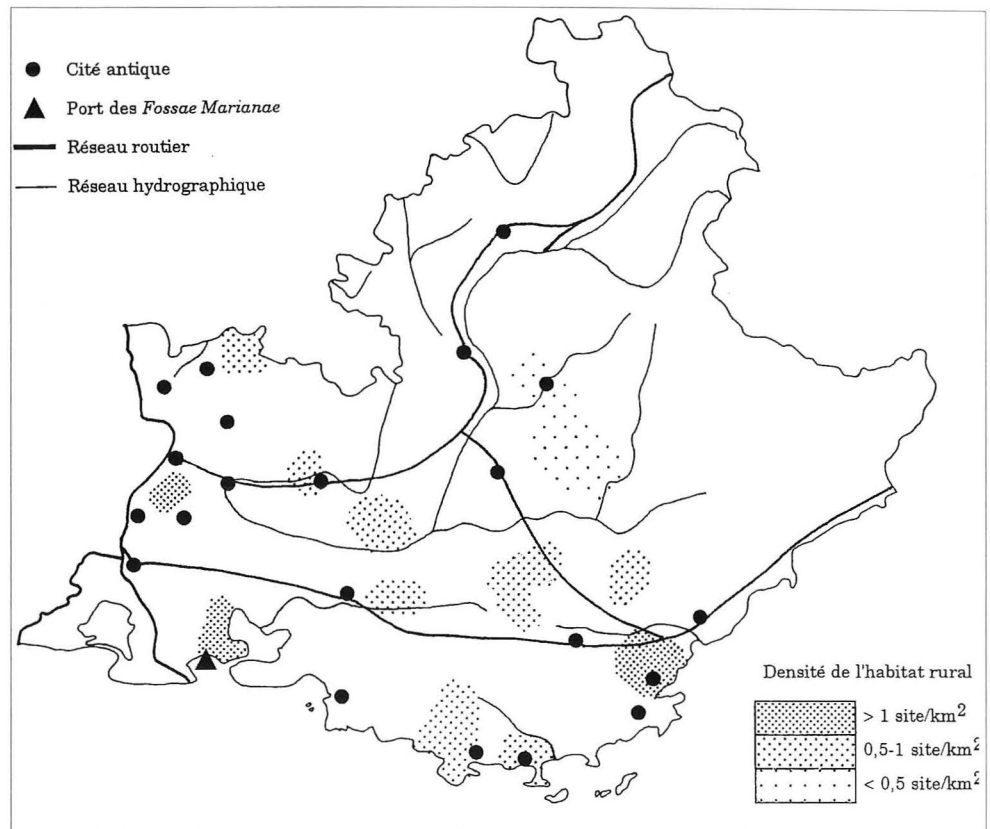 Cité antique
Port des Fossae Marianae
Réseau routier
Réseau hydrographique
Densité de l'habitat rural
> 1 site/km²
0,5-1 site/km²
< 0,5 site/km²